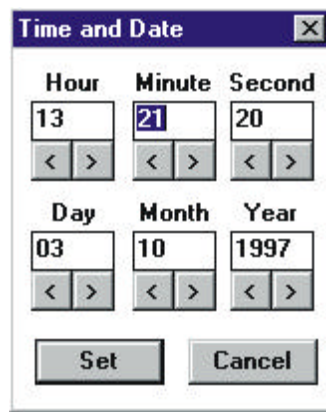 Time and Date
Hour Minute Second
13 21 20
< > < > < >
Day Month Year
03 10 1997
< > < > < >
Set Cancel